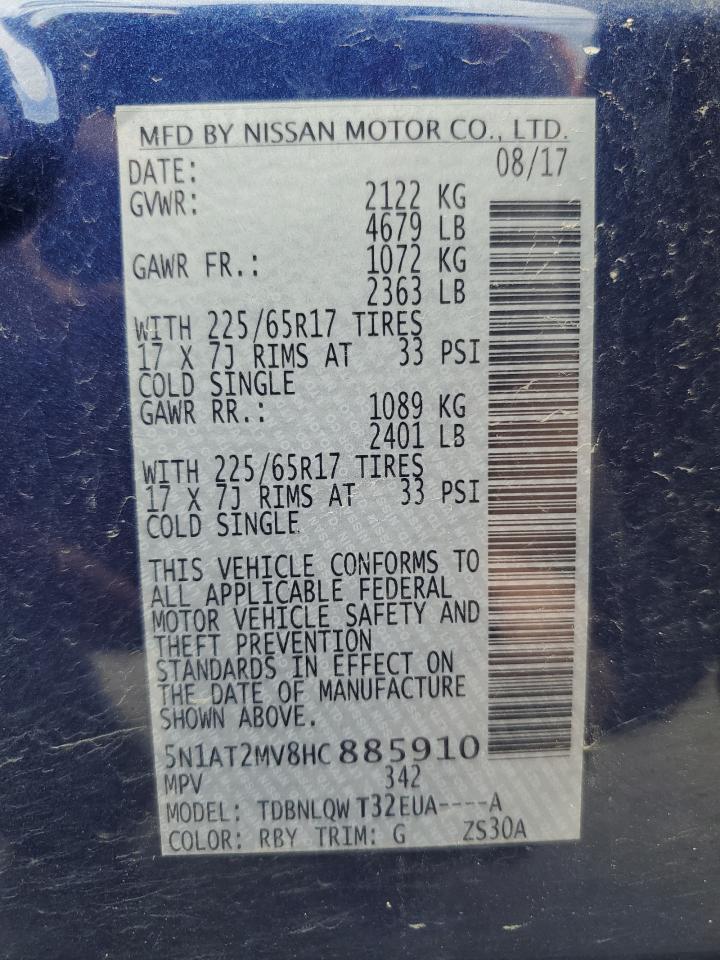 MFD BY NISSAN MOTOR CO., LTD.
DATE: 08/17
GVWR: 2122 KG
4679 LB
GAWR FR.: 1072 KG
2363 LB
WITH 225/65R17 TIRES
17 X 7J RIMS AT 33 PSI
COLD SINGLE
GAWR RR.: 1089 KG
2401 LB
WITH 225/65R17 TIRES
17 X 7J RIMS AT 33 PSI
COLD SINGLE
THIS VEHICLE CONFORMS TO
ALL APPLICABLE FEDERAL
MOTOR VEHICLE SAFETY AND
THEFT PREVENTION
STANDARDS IN EFFECT ON
THE DATE OF MANUFACTURE
SHOWN ABOVE.
5N1AT2MV8HC885910
MPV 342
MODEL: TDBNLQW T32EUA----A
COLOR: RBY TRIM: G ZS30A